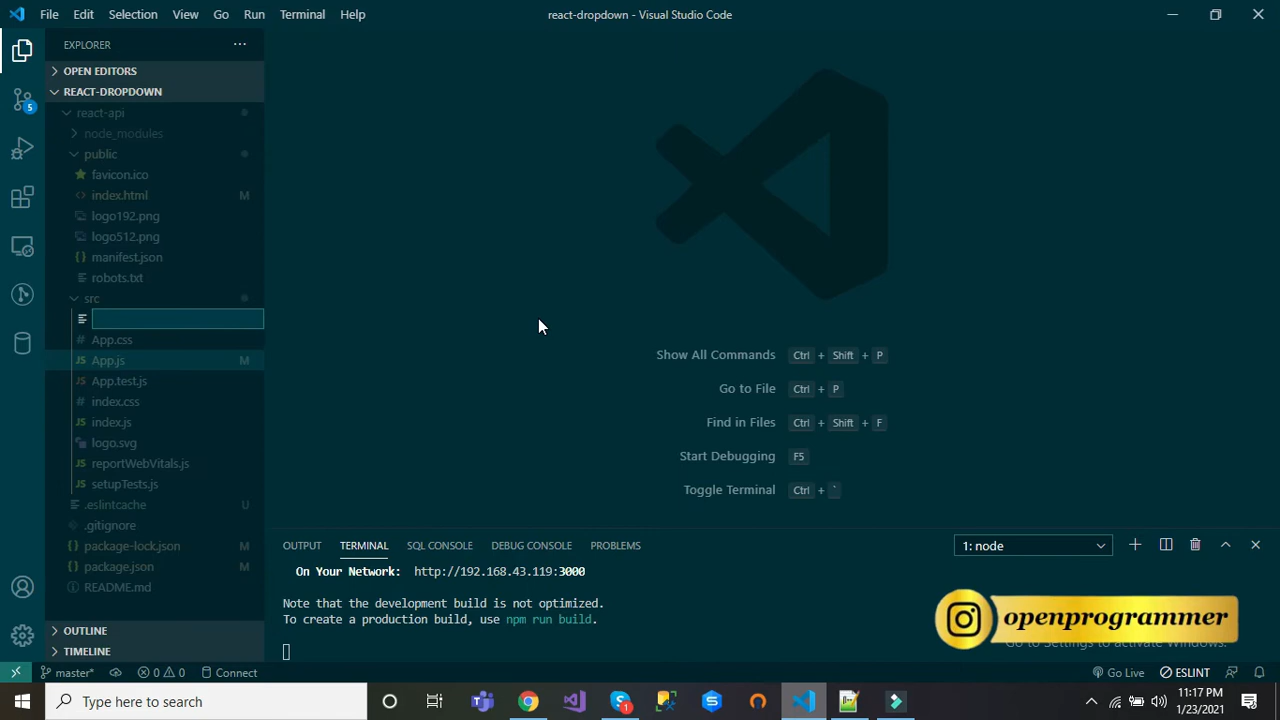 File Edit Selection View Go Run Terminal Help react-dropdown - Visual Studio Code
EXPLORER
OPEN EDITORS
REACT-DROPDOWN
react-api
node_modules
public
favicon.ico
index.html M
logo192.png
logo512.png
manifest.json
robots.txt
src
App.css
App.js M
App.test.js
index.css
index.js
logo.svg
reportWebVitals.js
setupTests.js
.eslintcache U
.gitignore
package-lock.json M
package.json M
README.md
OUTLINE
TIMELINE
5
Show All Commands Ctrl + Shift + P
Go to File Ctrl + P
Find in Files Ctrl + Shift + F
Start Debugging F5
Toggle Terminal Ctrl + `
OUTPUT TERMINAL SQL CONSOLE DEBUG CONSOLE PROBLEMS 1: node
On Your Network: http://192.168.43.119:3000
Note that the development build is not optimized.
To create a production build, use npm run build.
openprogrammer
Go to Settings to activate Windows.
master* 0 0 Connect Go Live ESLINT
Type here to search
1
11:17 PM
1/23/2021